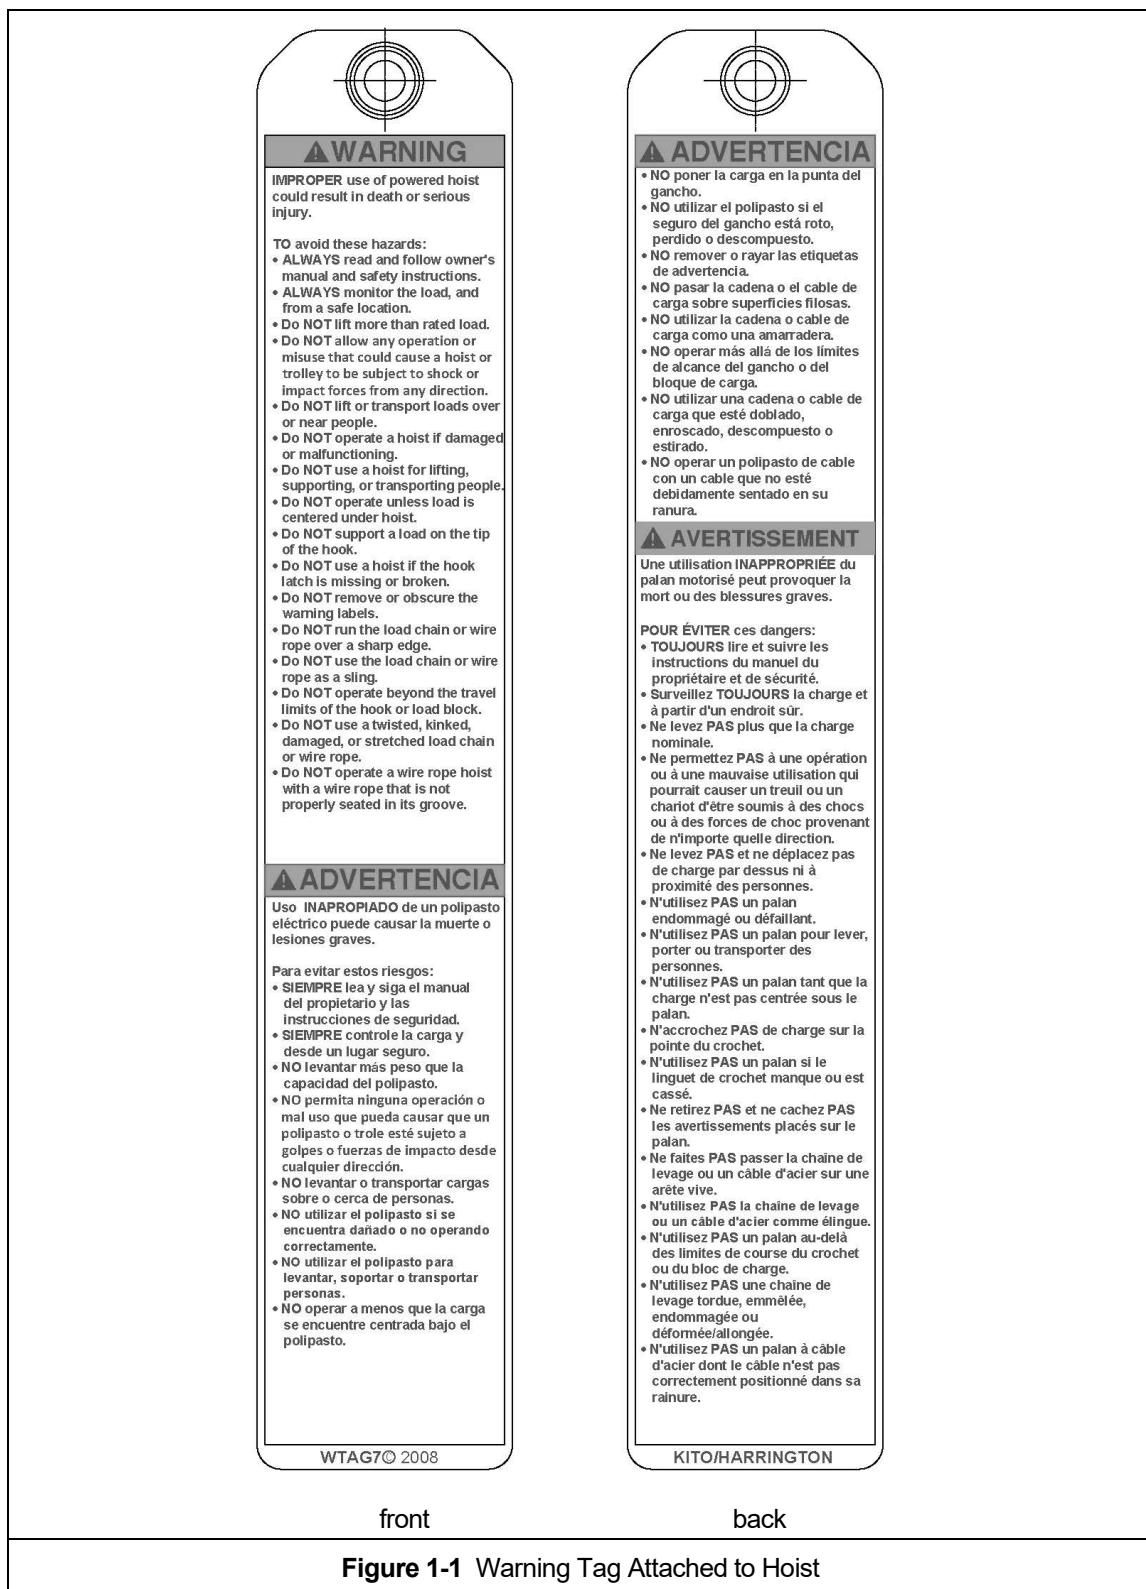 WARNING
IMPROPER use of powered hoist
could result in death or serious
injury.
TO avoid these hazards:
• ALWAYS read and follow owner's
manual and safety instructions.
• ALWAYS monitor the load, and
from a safe location.
• Do NOT lift more than rated load.
• Do NOT allow any operation or
misuse that could cause a hoist or
trolley to be subject to shock or
impact forces from any direction.
• Do NOT lift or transport loads over
or near people.
• Do NOT operate a hoist if damaged
or malfunctioning.
• Do NOT use a hoist for lifting,
supporting, or transporting people.
• Do NOT operate unless load is
centered under hoist.
• Do NOT support a load on the tip
of the hook.
• Do NOT use a hoist if the hook
latch is missing or broken.
• Do NOT remove or obscure the
warning labels.
• Do NOT run the load chain or wire
rope over a sharp edge.
• Do NOT use the load chain or wire
rope as a sling.
• Do NOT operate beyond the travel
limits of the hook or load block.
• Do NOT use a twisted, kinked,
damaged, or stretched load chain
or wire rope.
• Do NOT operate a wire rope hoist
with a wire rope that is not
properly seated in its groove.
ADVERTENCIA
Uso INAPROPIADO de un polipasto
eléctrico puede causar la muerte o
lesiones graves.
Para evitar estos riesgos:
• SIEMPRE lea y siga el manual
del propietario y las
instrucciones de seguridad.
• SIEMPRE controle la carga y
desde un lugar seguro.
• NO levantar más peso que la
capacidad del polipasto.
• NO permita ninguna operación o
mal uso que pueda causar que un
polipasto o trole esté sujeto a
golpes o fuerzas de impacto desde
cualquier dirección.
• NO levantar o transportar cargas
sobre o cerca de personas.
• NO utilizar el polipasto si se
encuentra dañado o no operando
correctamente.
• NO utilizar el polipasto para
levantar, soportar o transportar
personas.
• NO operar a menos que la carga
se encuentre centrada bajo el
polipasto.
WTAG7© 2008
front
ADVERTENCIA
• NO poner la carga en la punta del
gancho.
• NO utilizar el polipasto si el
seguro del gancho está roto,
perdido o descompuesto.
• NO remover o rayar las etiquetas
de advertencia.
• NO pasar la cadena o el cable de
carga sobre superficies filosas.
• NO utilizar la cadena o cable de
carga como una amarradera.
• NO operar más allá de los límites
de alcance del gancho o del
bloque de carga.
• NO utilizar una cadena o cable de
carga que esté doblado,
enroscado, descompuesto o
estirado.
• NO operar un polipasto de cable
con un cable que no esté
debidamente sentado en su
ranura.
AVERTISSEMENT
Une utilisation INAPPROPRIÉE du
palan motorisé peut provoquer la
mort ou des blessures graves.
POUR ÉVITER ces dangers:
• TOUJOURS lire et suivre les
instructions du manuel du
propriétaire et de sécurité.
• Surveillez TOUJOURS la charge et
à partir d'un endroit sûr.
• Ne levez PAS plus que la charge
nominale.
• Ne permettez PAS à une opération
ou à une mauvaise utilisation qui
pourrait causer un treuil ou un
chariot d'être soumis à des chocs
ou à des forces de choc provenant
de n'importe quelle direction.
• Ne levez PAS et ne déplacez pas
de charge par dessus ni à
proximité des personnes.
• N'utilisez PAS un palan
endommagé ou défaillant.
• N'utilisez PAS un palan pour lever,
porter ou transporter des
personnes.
• N'utilisez PAS un palan tant que la
charge n'est pas centrée sous le
palan.
• N'accrochez PAS de charge sur la
pointe du crochet.
• N'utilisez PAS un palan si le
linguet de crochet manque ou est
cassé.
• Ne retirez PAS et ne cachez PAS
les avertissements placés sur le
palan.
• Ne faites PAS passer la chaîne de
levage ou un câble d'acier sur une
arête vive.
• N'utilisez PAS la chaîne de levage
ou un câble d'acier comme élingue.
• N'utilisez PAS un palan au-delà
des limites de course du crochet
ou du bloc de charge.
• N'utilisez PAS une chaîne de
levage tordue, emmêlée,
endommagée ou
déformée/allongée.
• N'utilisez PAS un palan à câble
d'acier dont le câble n'est pas
correctement positionné dans sa
rainure.
KITO/HARRINGTON
back
Figure 1-1 Warning Tag Attached to Hoist